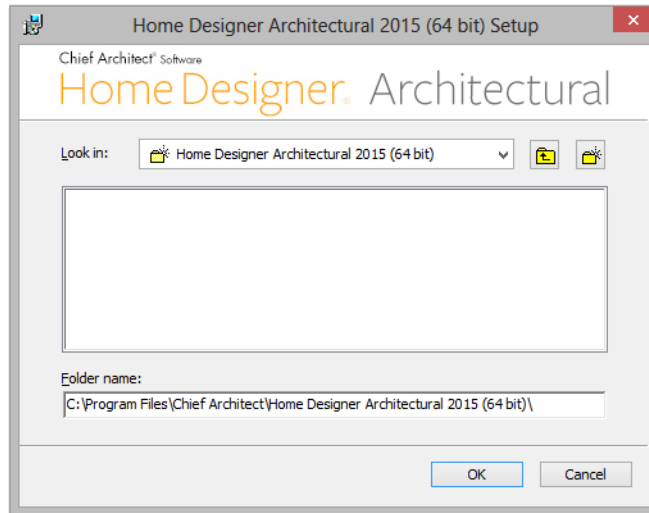 Home Designer Architectural 2015 (64 bit) Setup
Chief Architect® Software
Home Designer® Architectural
Look in:
Home Designer Architectural 2015 (64 bit)
Folder name:
C:\Program Files\Chief Architect\Home Designer Architectural 2015 (64 bit)\
OK
Cancel